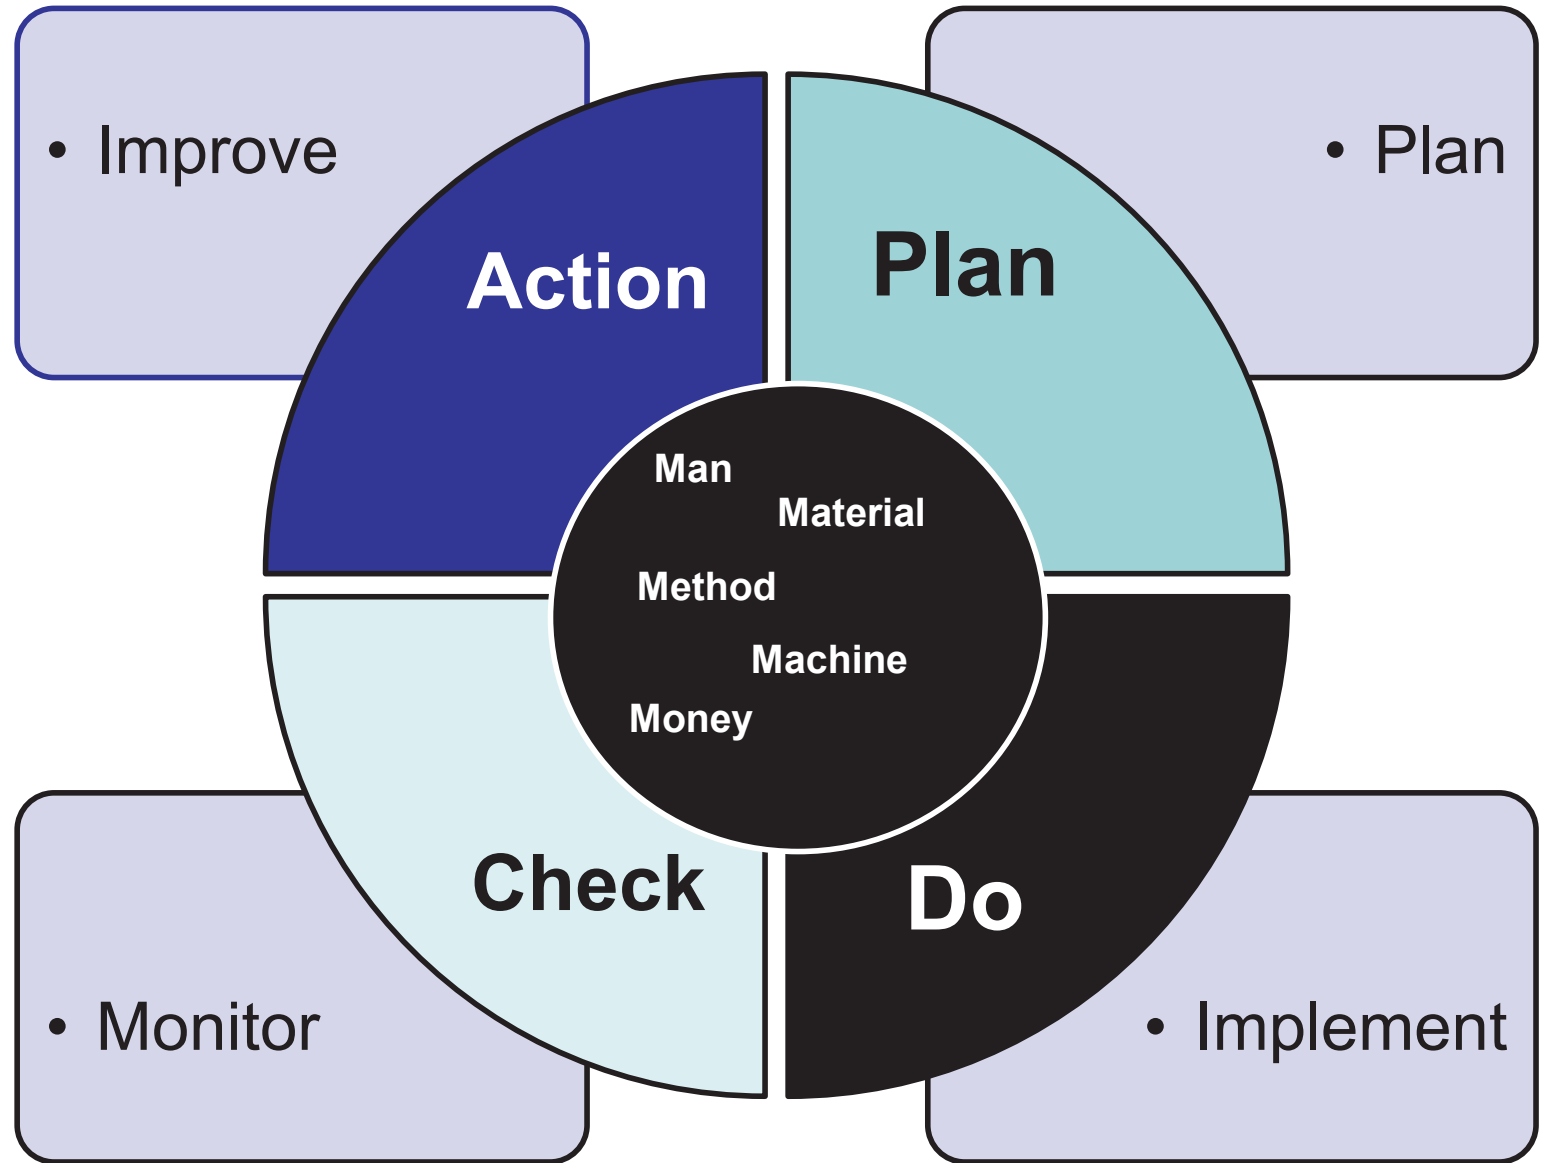 • Improve
• Plan
Action
Plan
Man
Material
Method
Machine
Money
Check
Do
• Monitor
• Implement